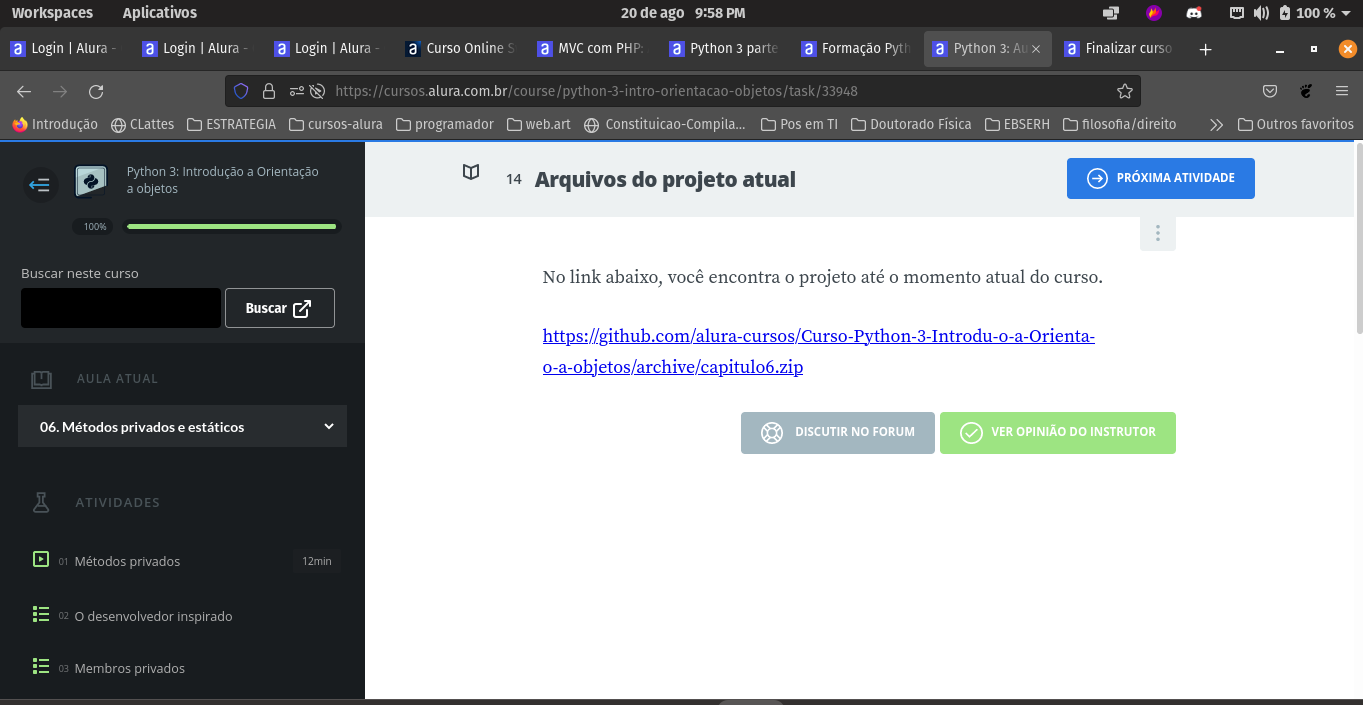 Workspaces Aplicativos 20 de ago 9:58 PM 100 %
Login | Alura - Login | Alura - Login | Alura - Curso Online S MVC com PHP: Python 3 parte Formação Pyth Python 3: Au Finalizar curso
https://cursos.alura.com.br/course/python-3-intro-orientacao-objetos/task/33948
Introdução CLattes ESTRATEGIA cursos-alura programador web.art Constituicao-Compila... Pos em TI Doutorado Física EBSERH filosofia/direito Outros favoritos
Python 3: Introdução a Orientação
a objetos
100%
Buscar neste curso
Buscar
AULA ATUAL
06. Métodos privados e estáticos
ATIVIDADES
01 Métodos privados 12min
02 O desenvolvedor inspirado
03 Membros privados
14 Arquivos do projeto atual
PRÓXIMA ATIVIDADE
No link abaixo, você encontra o projeto até o momento atual do curso.
https://github.com/alura-cursos/Curso-Python-3-Introdu-o-a-Orienta-
o-a-objetos/archive/capitulo6.zip
DISCUTIR NO FORUM VER OPINIÃO DO INSTRUTOR